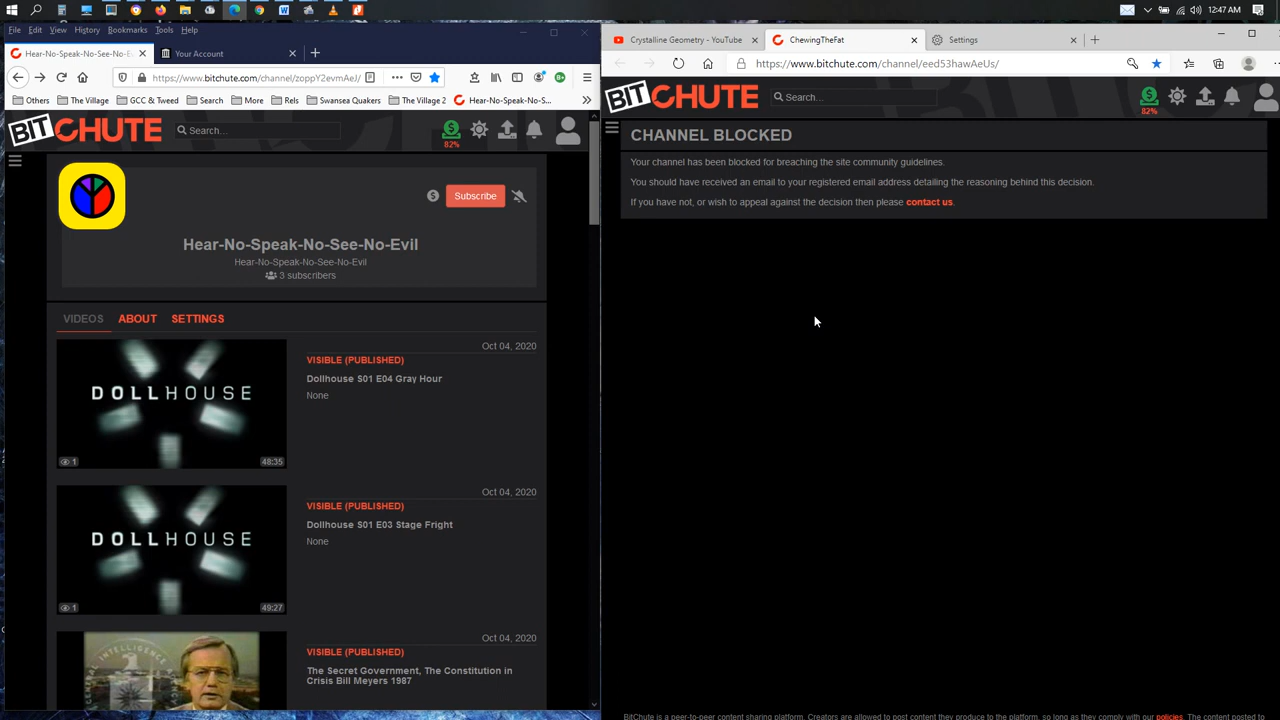 12:47 AM
File Edit View History Bookmarks Tools Help
Hear-No-Speak-No-See-No-E
Your Account
https://www.bitchute.com/channel/zoppY2evmAeJ/
Others The Village GCC & Tweed Search More Rels Swansea Quakers The Village 2 Hear-No-Speak-No-S...
BITCHUTE
Search...
82%
Subscribe
Hear-No-Speak-No-See-No-Evil
Hear-No-Speak-No-See-No-Evil
3 subscribers
VIDEOS ABOUT SETTINGS
Oct 04, 2020
VISIBLE (PUBLISHED)
Dollhouse S01 E04 Gray Hour
None
DOLLHOUSE
1
48:35
Oct 04, 2020
VISIBLE (PUBLISHED)
Dollhouse S01 E03 Stage Fright
None
DOLLHOUSE
1
49:27
Oct 04, 2020
VISIBLE (PUBLISHED)
The Secret Government, The Constitution in
Crisis Bill Meyers 1987
Crystalline Geometry - YouTube
ChewingTheFat
Settings
https://www.bitchute.com/channel/eed53hawAeUs/
BITCHUTE
Search...
82%
CHANNEL BLOCKED
Your channel has been blocked for breaching the site community guidelines.
You should have received an email to your registered email address detailing the reasoning behind this decision.
If you have not, or wish to appeal against the decision then please contact us.
BitChute is a peer-to-peer content sharing platform. Creators are allowed to post content they produce to the platform, so long as they comply with our policies. The content posted to